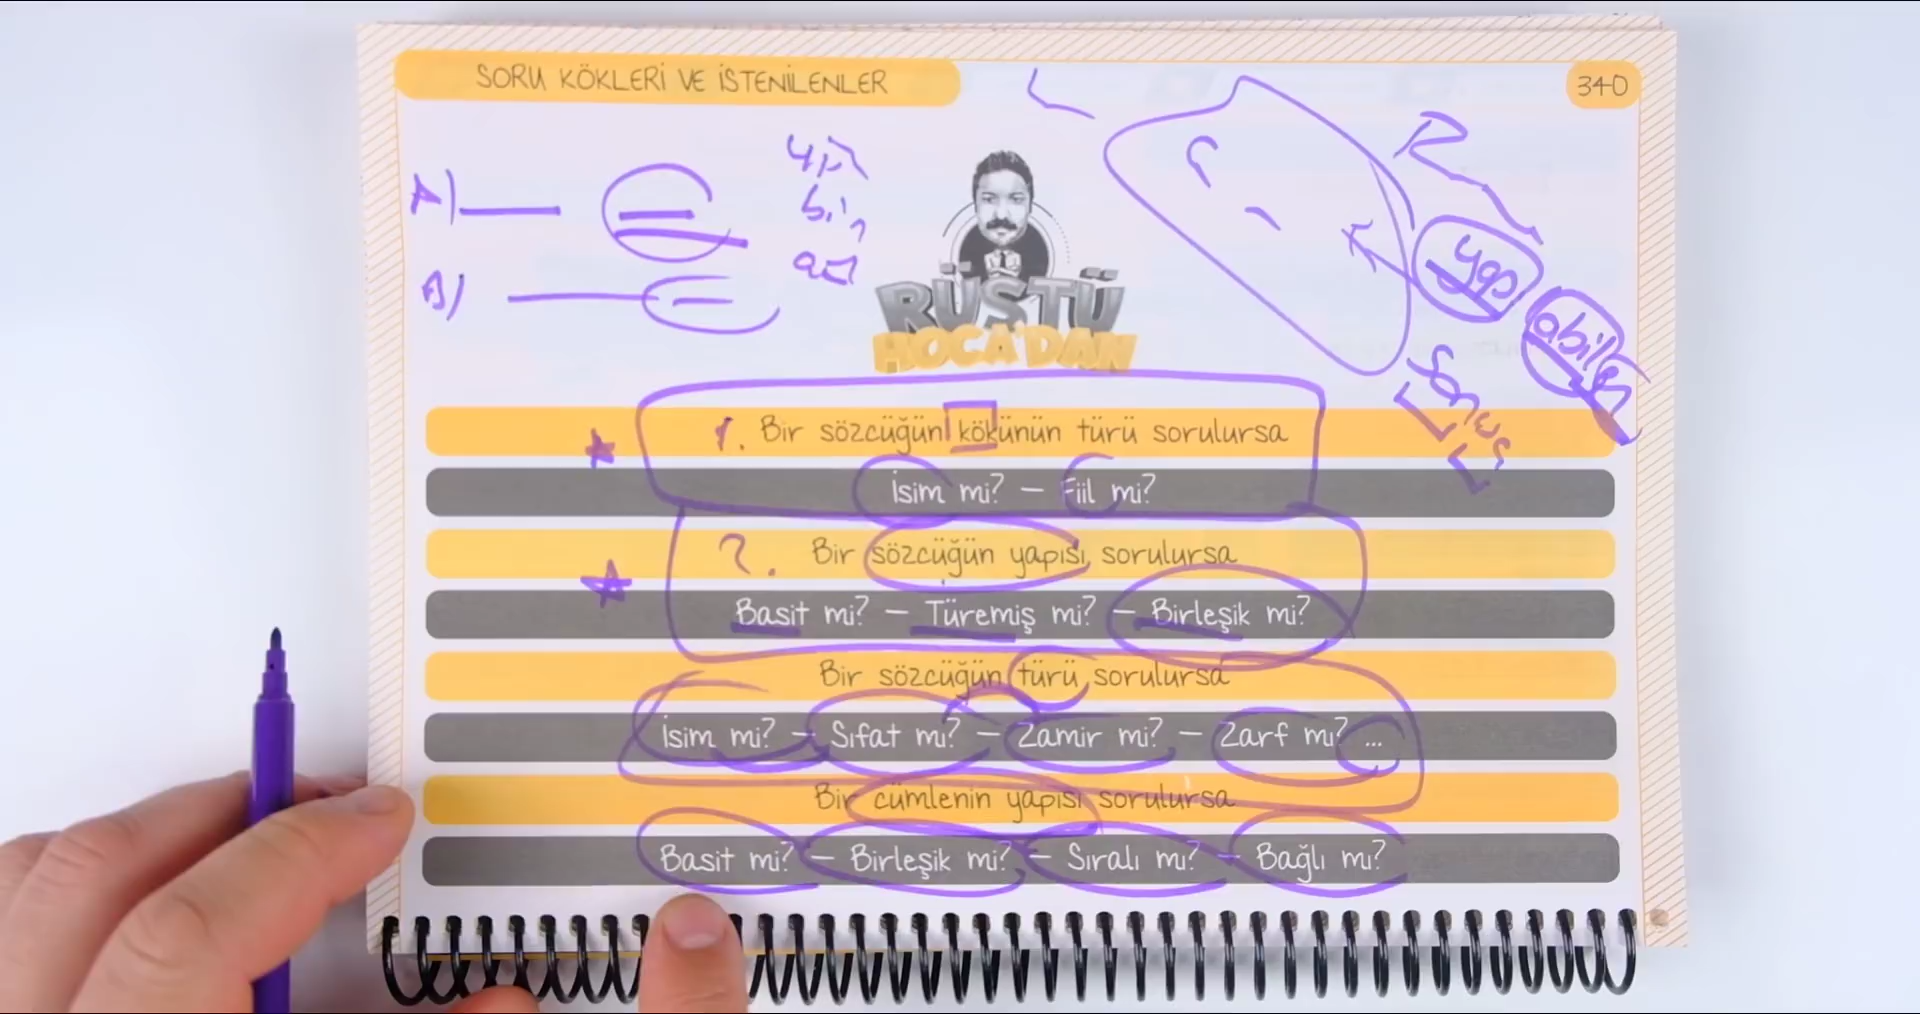 SORU KÖKLERİ VE İSTENİLENLER
340
A)
B)
RÜŞTÜ
HOCA'DAN
yap
abilen
1. Bir sözcüğün kökünün türü sorulursa
İsim mi? – Fiil mi?
2. Bir sözcüğün yapısı, sorulursa
Basit mi? – Türemiş mi? – Birleşik mi?
Bir sözcüğün türü sorulursa
İsim mi? – Sıfat mı? – Zamir mi? – Zarf mı? ...
Bir cümlenin yapısı sorulursa
Basit mi? – Birleşik mi? – Sıralı mı? – Bağlı mı?